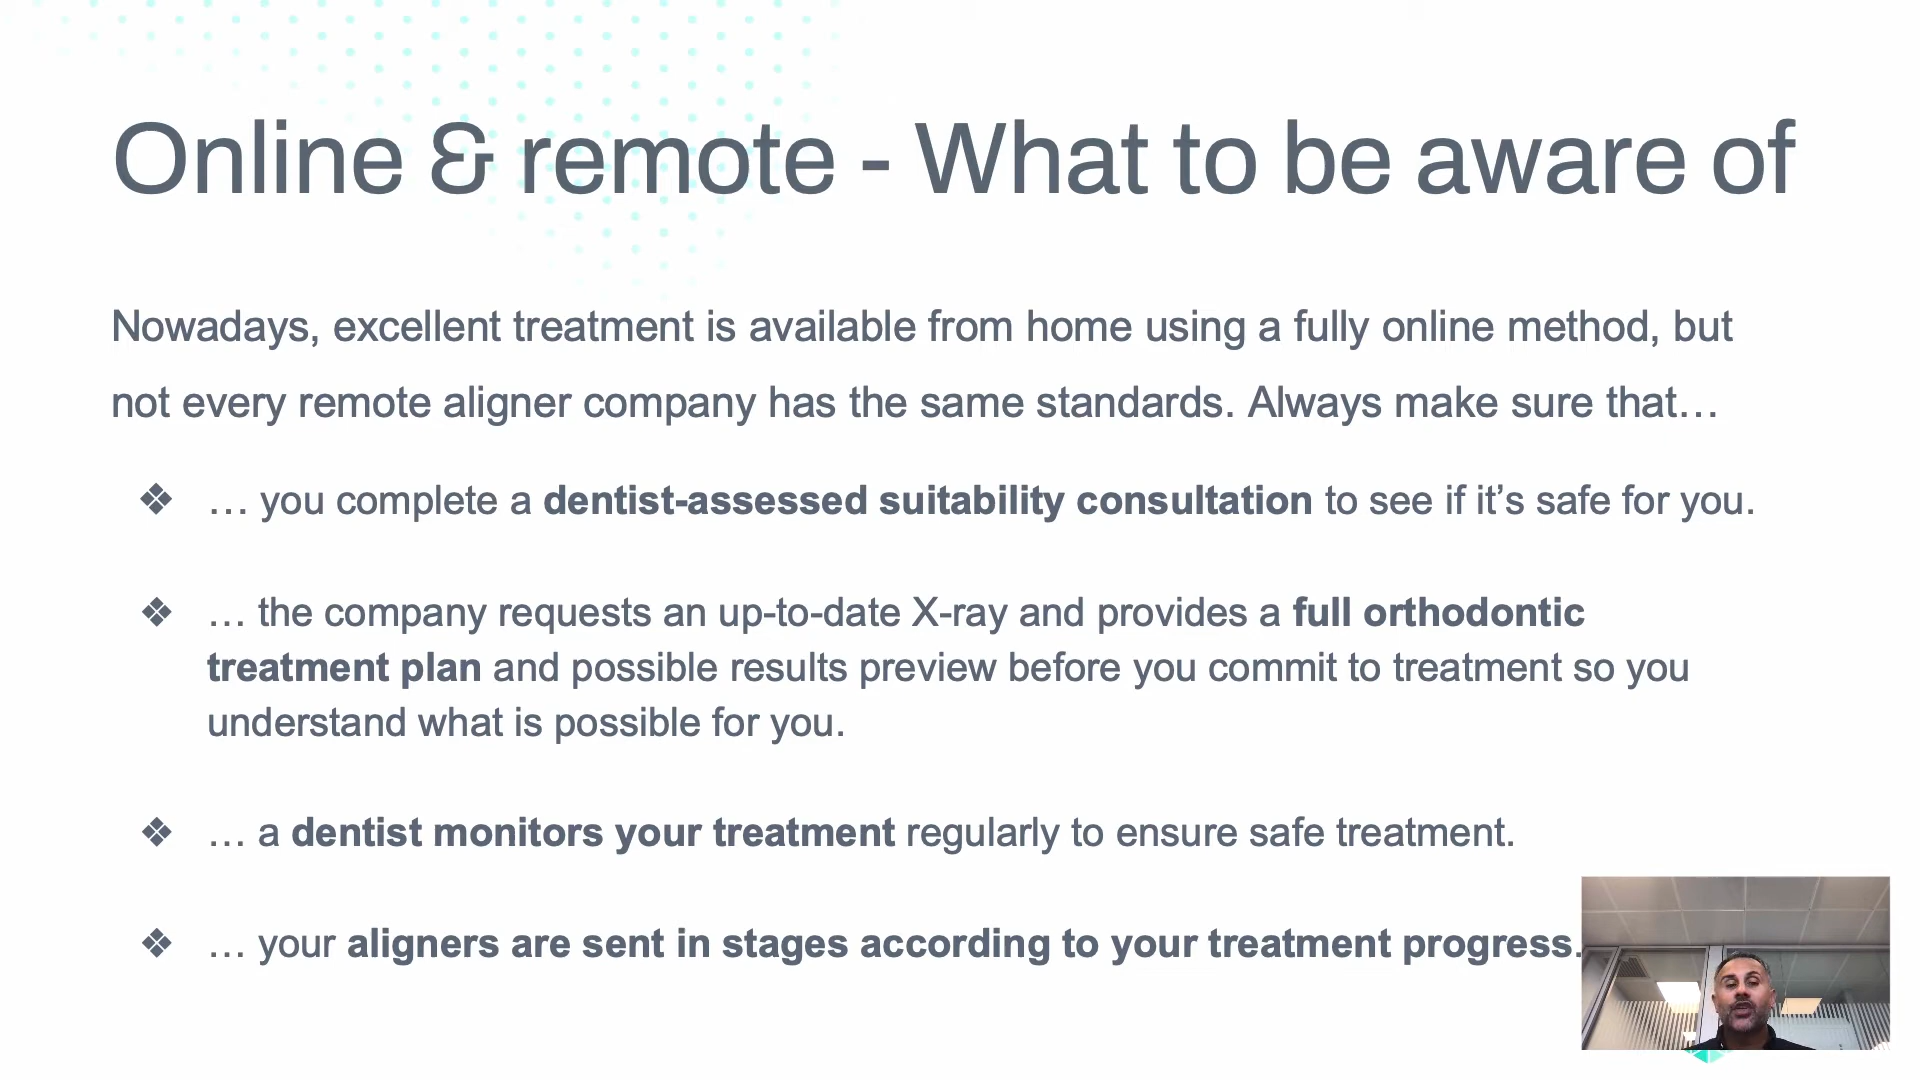 Online & remote - What to be aware of
Nowadays, excellent treatment is available from home using a fully online method, but
not every remote aligner company has the same standards. Always make sure that…
❖ … you complete a dentist-assessed suitability consultation to see if it’s safe for you.
❖ … the company requests an up-to-date X-ray and provides a full orthodontic
treatment plan and possible results preview before you commit to treatment so you
understand what is possible for you.
❖ … a dentist monitors your treatment regularly to ensure safe treatment.
❖ … your aligners are sent in stages according to your treatment progress.